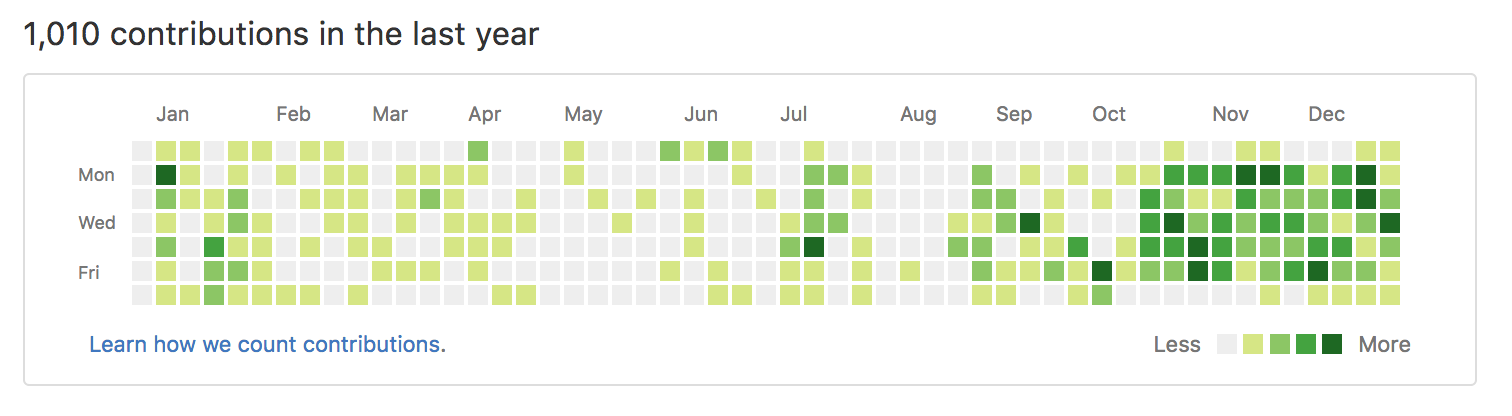 1,010 contributions in the last year
Jan Feb Mar Apr May Jun Jul Aug Sep Oct Nov Dec
Mon
Wed
Fri
Learn how we count contributions. Less More